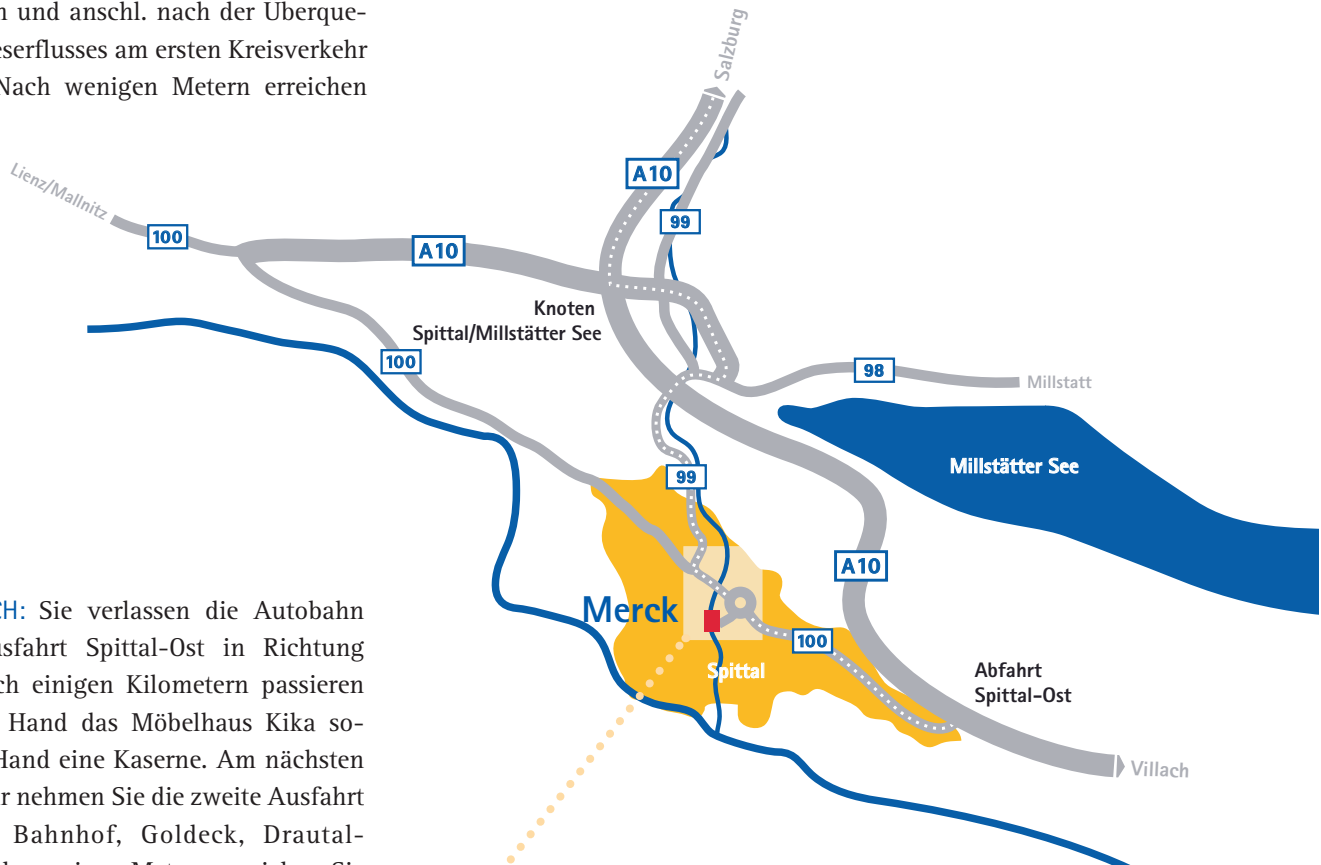 n und anschl. nach der Überque-
eserflusses am ersten Kreisverkehr
Nach wenigen Metern erreichen
Salzburg
A10
99
Lienz/Mallnitz
100
A10
Knoten
Spittal/Millstätter See
100
98
Millstatt
Millstätter See
99
A10
Merck
100
Spittal
Abfahrt
Spittal-Ost
Villach
CH: Sie verlassen die Autobahn
usfahrt Spittal-Ost in Richtung
ch einigen Kilometern passieren
Hand das Möbelhaus Kika so-
Hand eine Kaserne. Am nächsten
r nehmen Sie die zweite Ausfahrt
Bahnhof, Goldeck, Drautal-